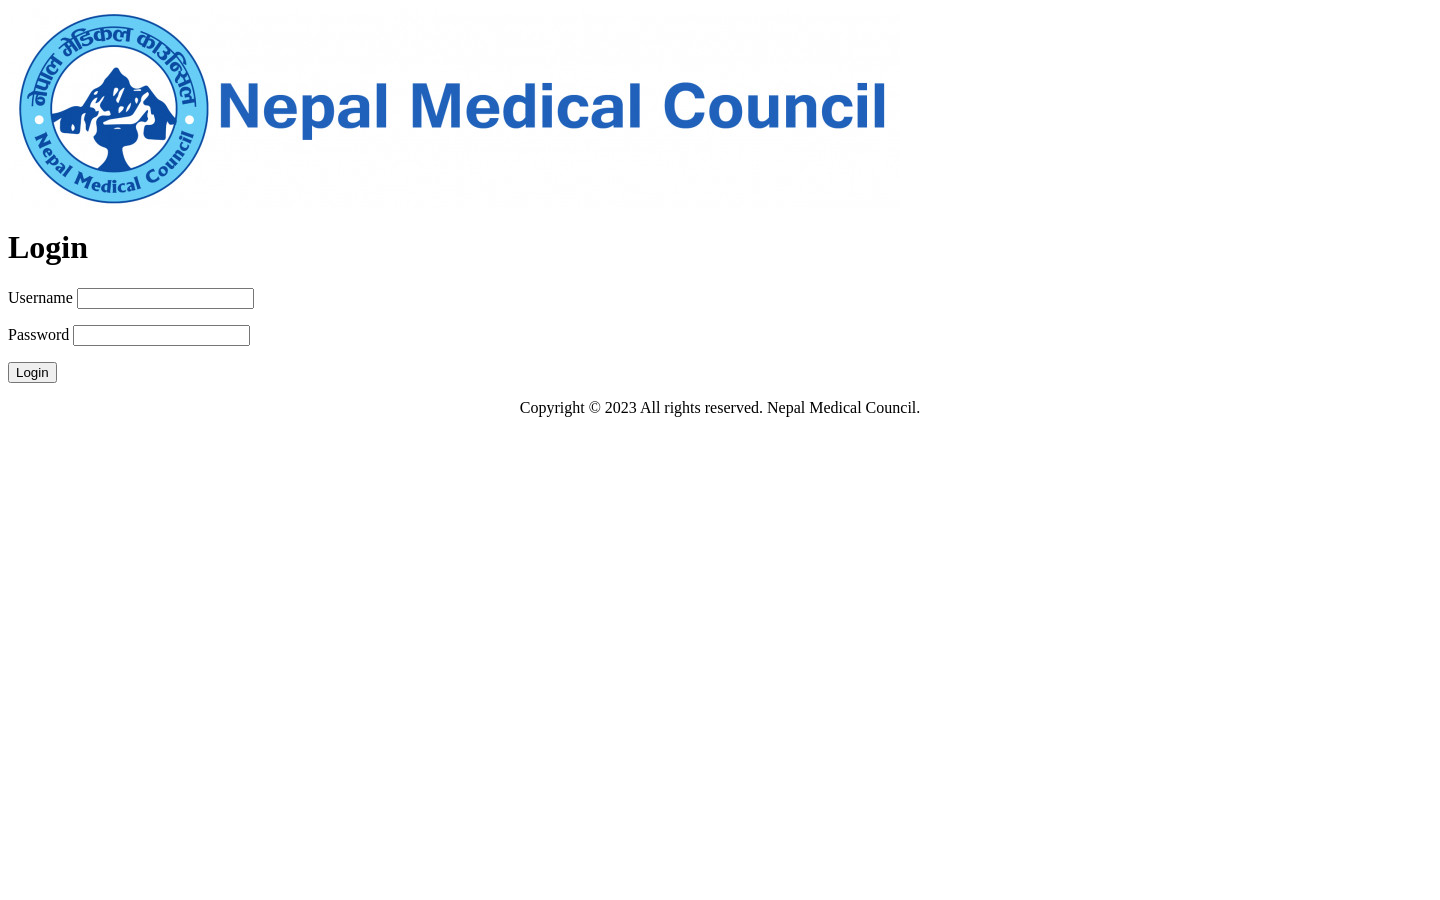 नेपाल मेडिकल काउन्सिल
Nepal Medical Council
Nepal Medical Council
Login
Username
Password
Login
Copyright © 2023 All rights reserved. Nepal Medical Council.